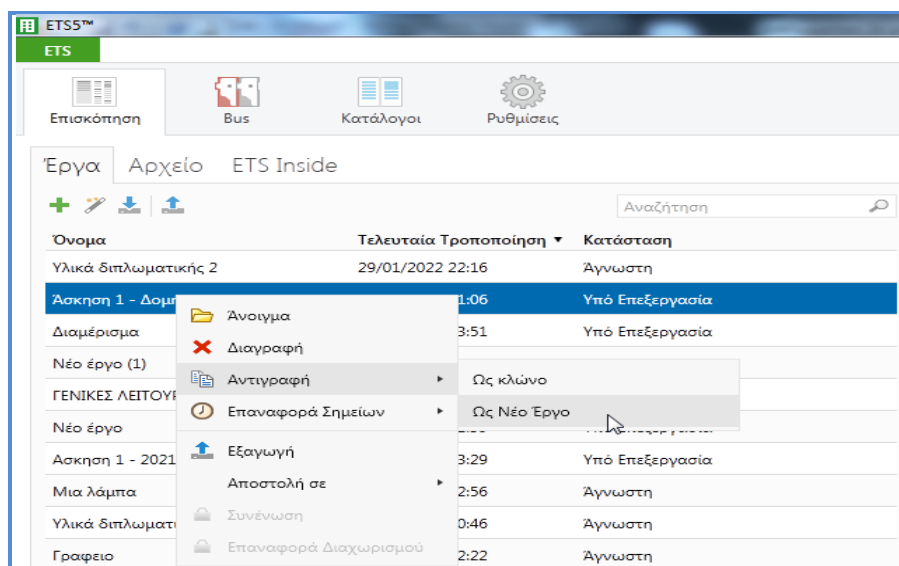 ETS5™
ETS
Επισκόπηση Bus Κατάλογοι Ρυθμίσεις
Έργα Αρχείο ETS Inside
Αναζήτηση
Όνομα Τελευταία Τροποποίηση Κατάσταση
Υλικά διπλωματικής 2 29/01/2022 22:16 Άγνωστη
Άσκηση 1 - Δομ 1:06 Υπό Επεξεργασία
Άνοιγμα
Διαμέρισμα 3:51 Υπό Επεξεργασία
Διαγραφή
Νέο έργο (1)
Αντιγραφή Ως κλώνο
ΓΕΝΙΚΕΣ ΛΕΙΤΟΥ
Επαναφορά Σημείων Ως Νέο Έργο
Νέο έργο
Εξαγωγή
Ασκηση 1 - 2021 3:29 Υπό Επεξεργασία
Αποστολή σε
Μια λάμπα 2:56 Άγνωστη
Συνένωση
Υλικά διπλωματ 0:46 Άγνωστη
Επαναφορά Διαχωρισμού
Γραφειο 2:22 Άγνωστη